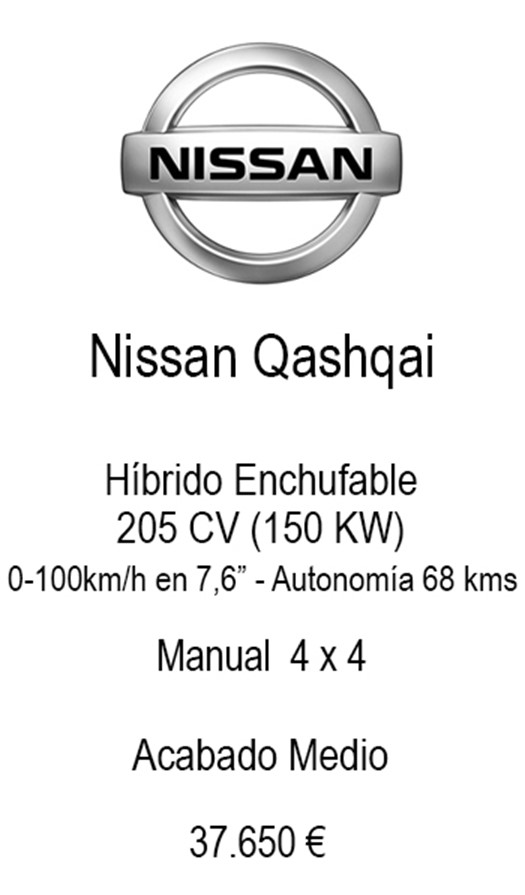 NISSAN
Nissan Qashqai
Híbrido Enchufable
205 CV (150 KW)
0-100km/h en 7,6” - Autonomía 68 kms
Manual 4 x 4
Acabado Medio
37.650 €